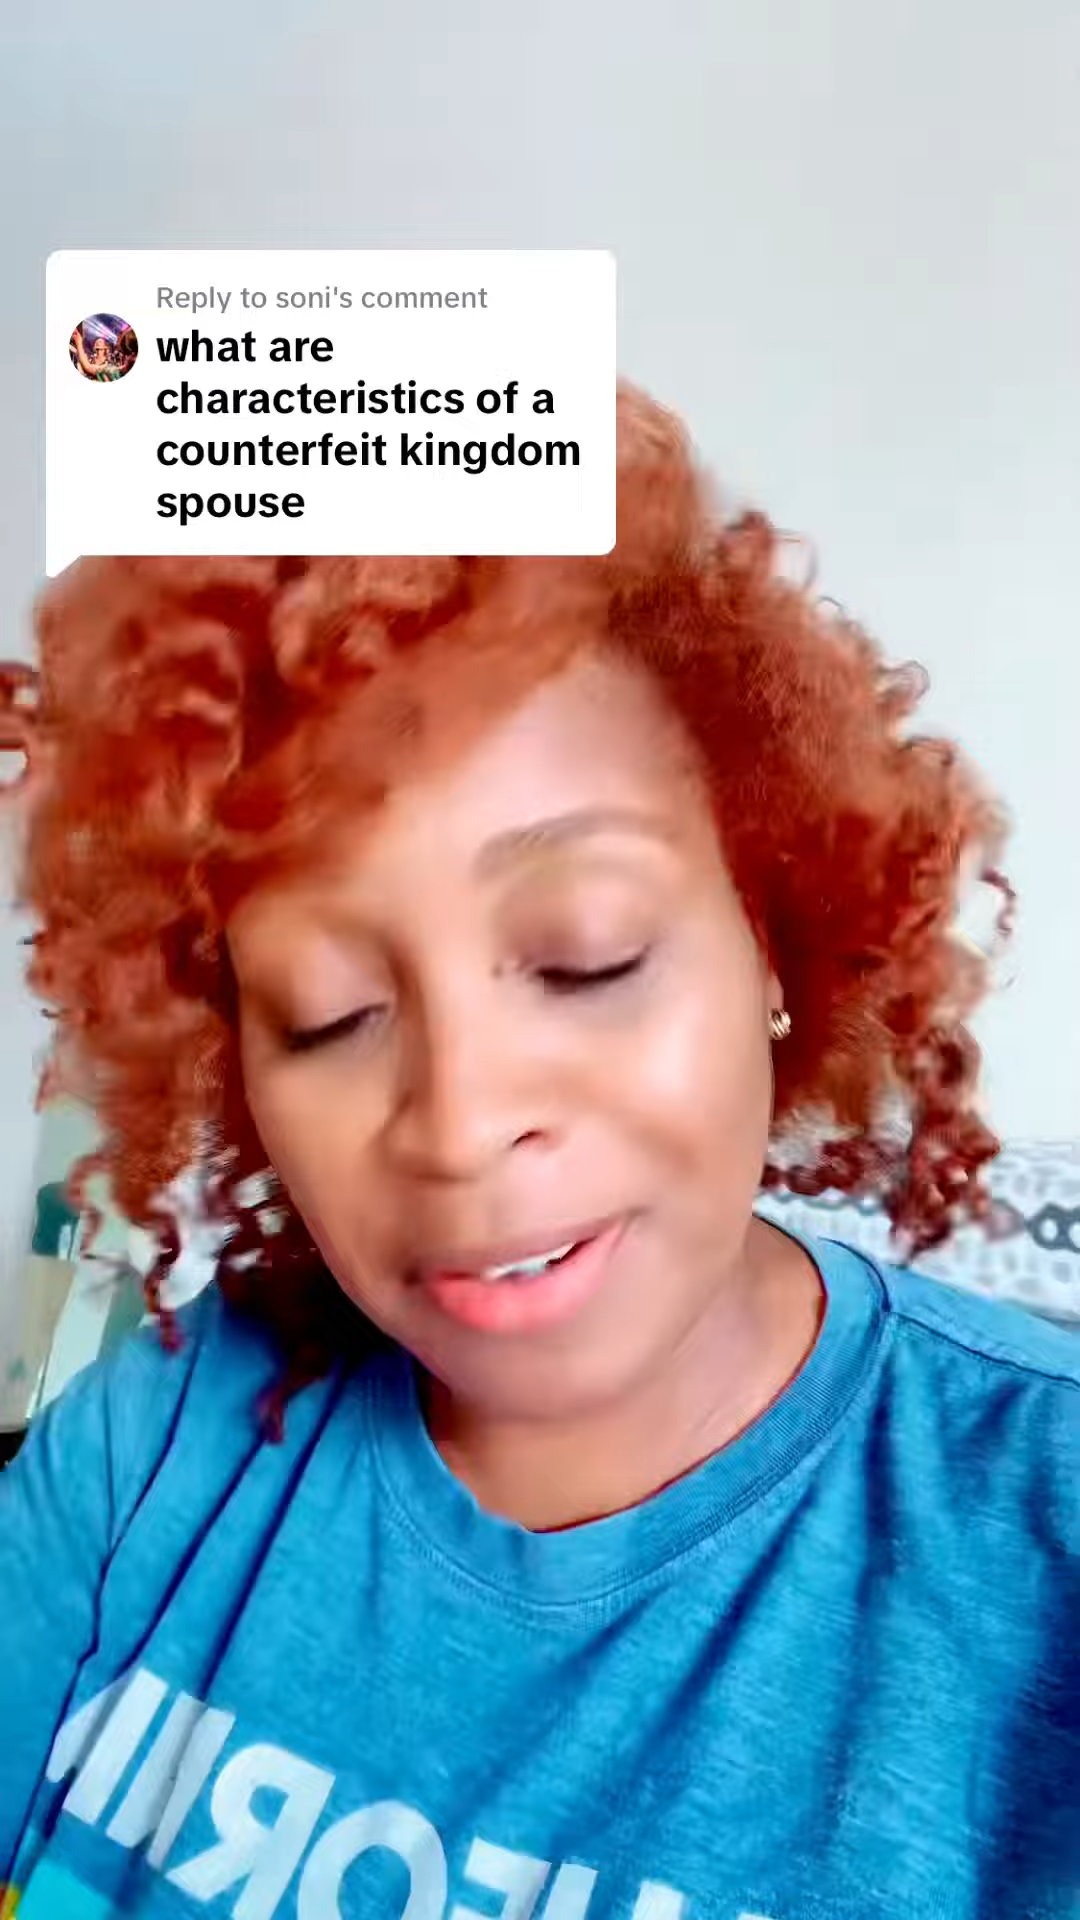 Reply to soni's comment
what are
characteristics of a
counterfeit kingdom
spouse